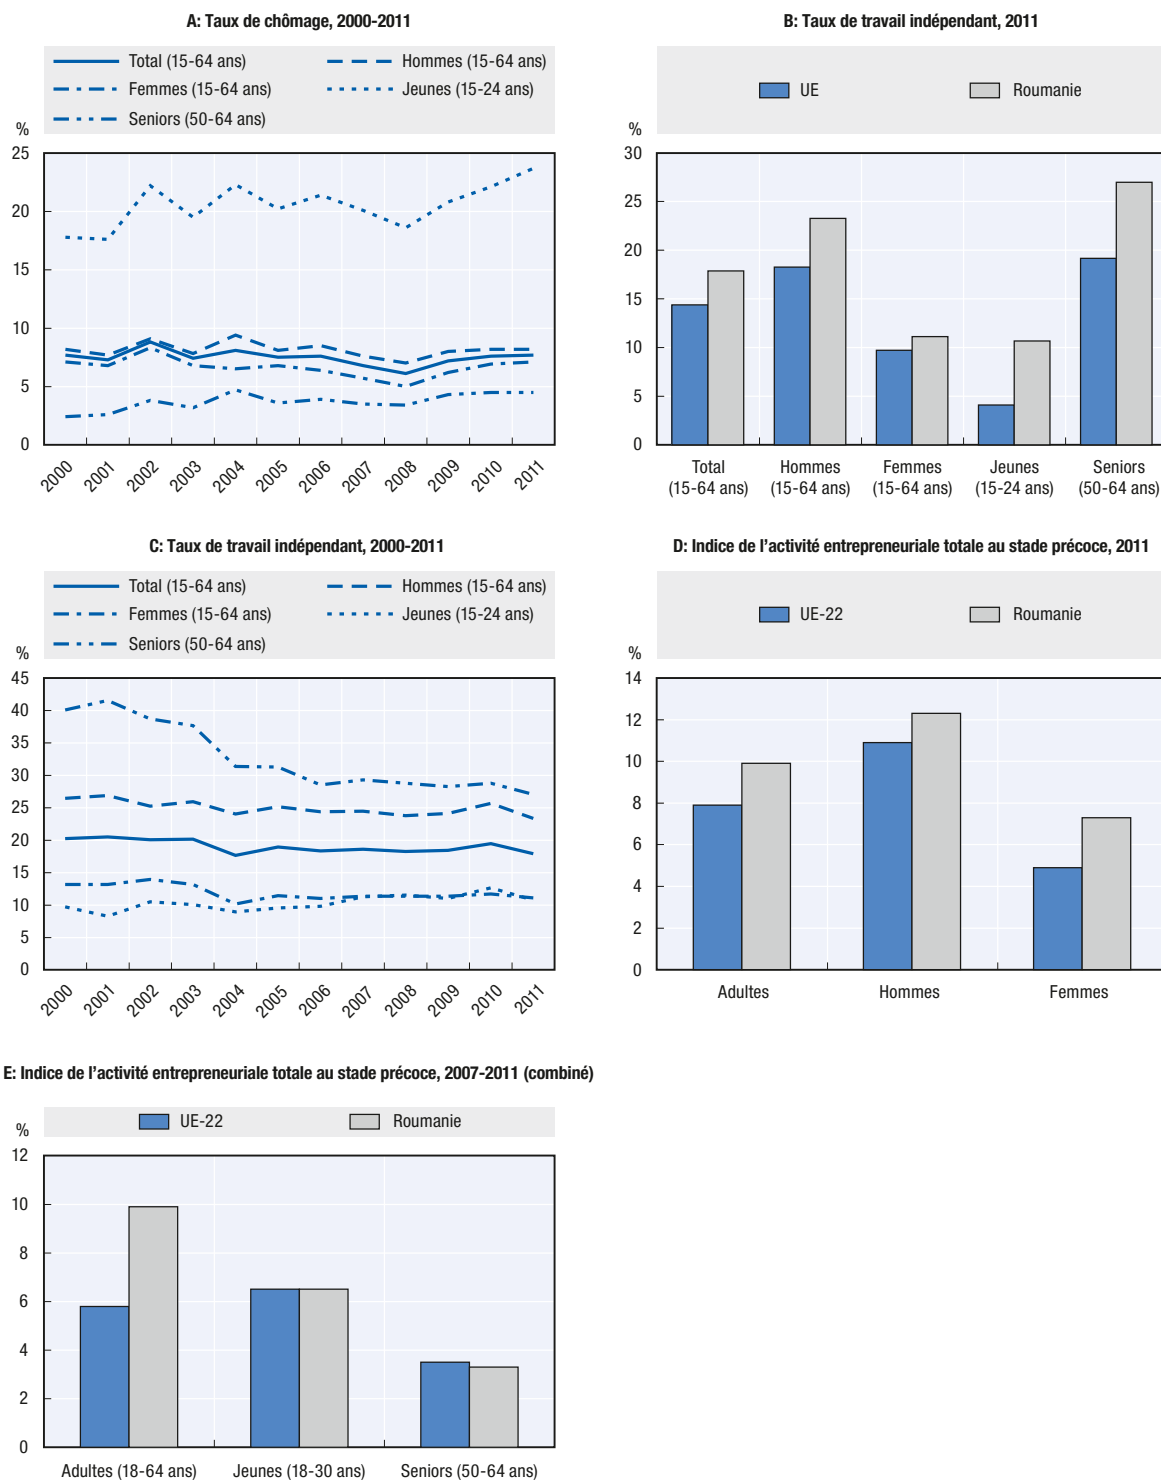 A: Taux de chômage, 2000-2011
Total (15-64 ans)
Hommes (15-64 ans)
Femmes (15-64 ans)
Jeunes (15-24 ans)
Seniors (50-64 ans)
%
25
20
15
10
5
0
2000
2001
2002
2003
2004
2005
2006
2007
2008
2009
2010
2011
B: Taux de travail indépendant, 2011
UE
Roumanie
%
30
25
20
15
10
5
0
Total
(15-64 ans)
Hommes
(15-64 ans)
Femmes
(15-64 ans)
Jeunes
(15-24 ans)
Seniors
(50-64 ans)
C: Taux de travail indépendant, 2000-2011
Total (15-64 ans)
Hommes (15-64 ans)
Femmes (15-64 ans)
Jeunes (15-24 ans)
Seniors (50-64 ans)
%
45
40
35
30
25
20
15
10
5
0
2000
2001
2002
2003
2004
2005
2006
2007
2008
2009
2010
2011
D: Indice de l’activité entrepreneuriale totale au stade précoce, 2011
UE-22
Roumanie
%
14
12
10
8
6
4
2
0
Adultes
Hommes
Femmes
E: Indice de l’activité entrepreneuriale totale au stade précoce, 2007-2011 (combiné)
UE-22
Roumanie
%
12
10
8
6
4
2
0
Adultes (18-64 ans)
Jeunes (18-30 ans)
Seniors (50-64 ans)